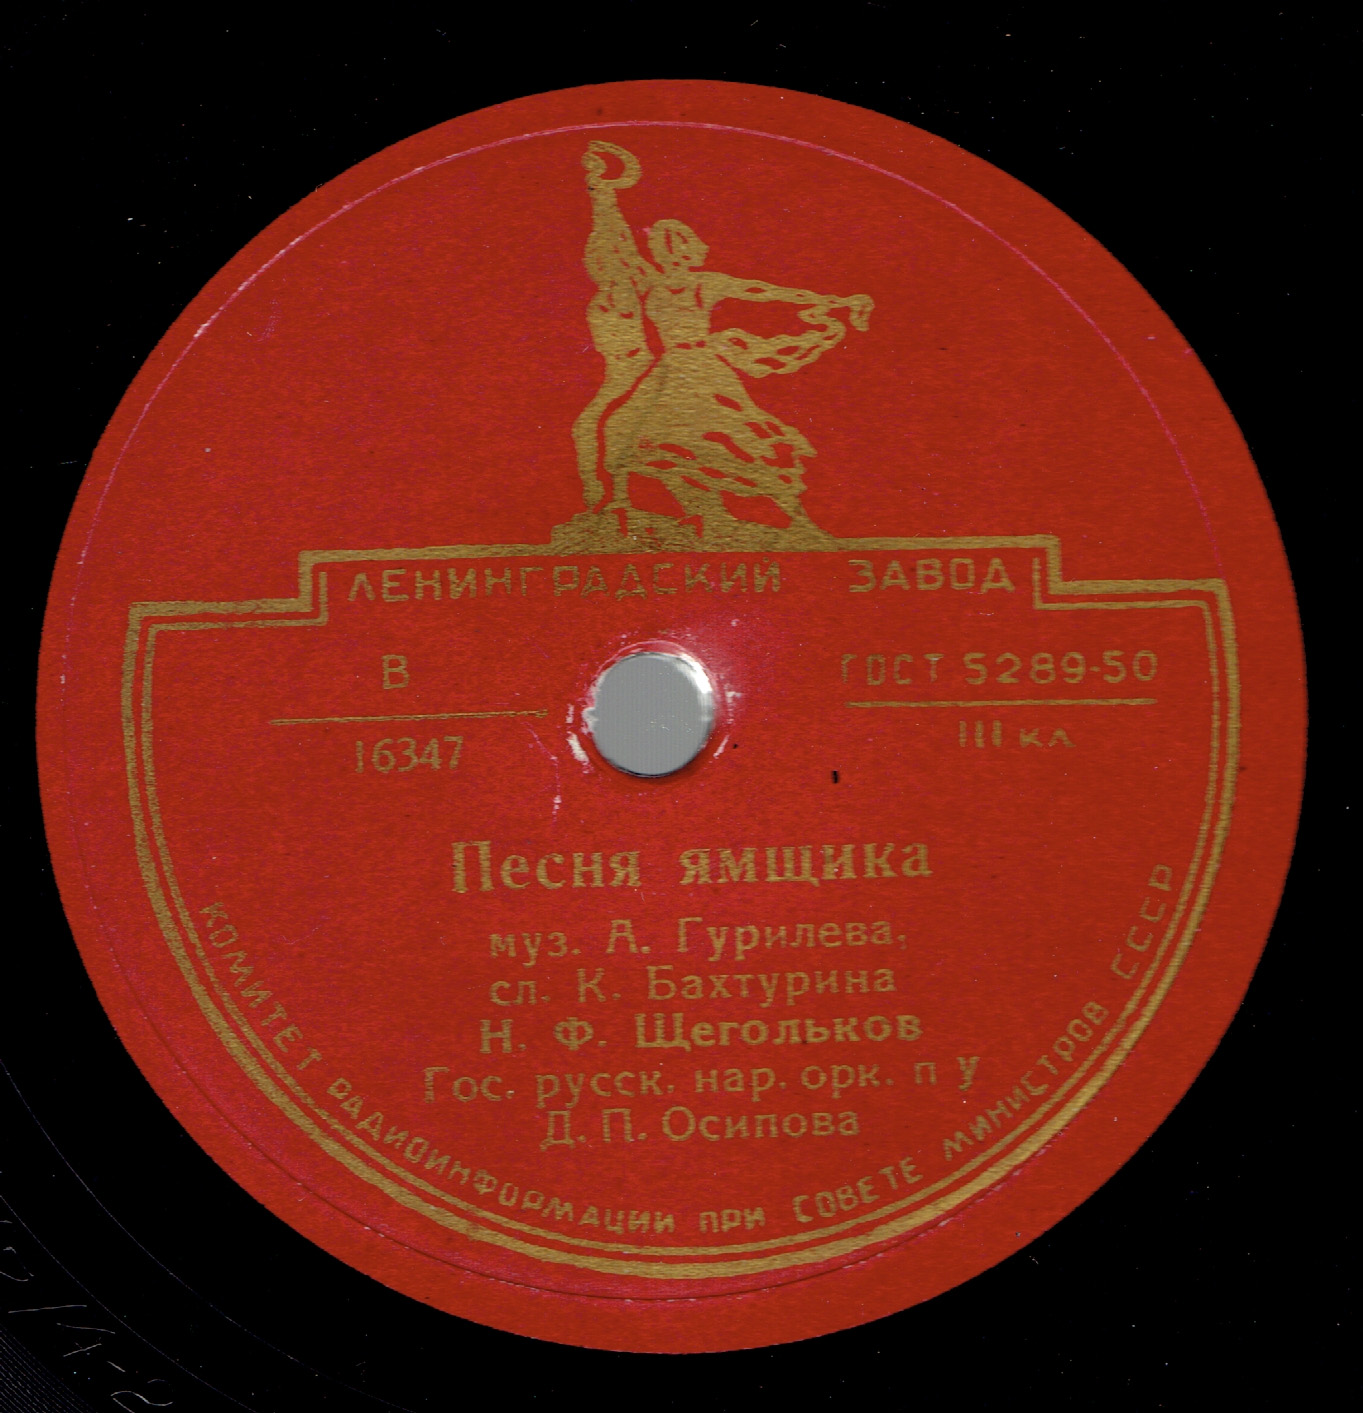 ЛЕНИНГРАДСКИЙ ЗАВОД
В
16347
ГОСТ 5289-50
III кл
Песня ямщика
муз. А. Гурилева,
сл. К. Бахтурина
Н. Ф. Щегольков
Гос. русск. нар. орк. п у
Д. П. Осипова
КОМИТЕТ РАДИОИНФОРМАЦИИ ПРИ СОВЕТЕ МИНИСТРОВ СССР